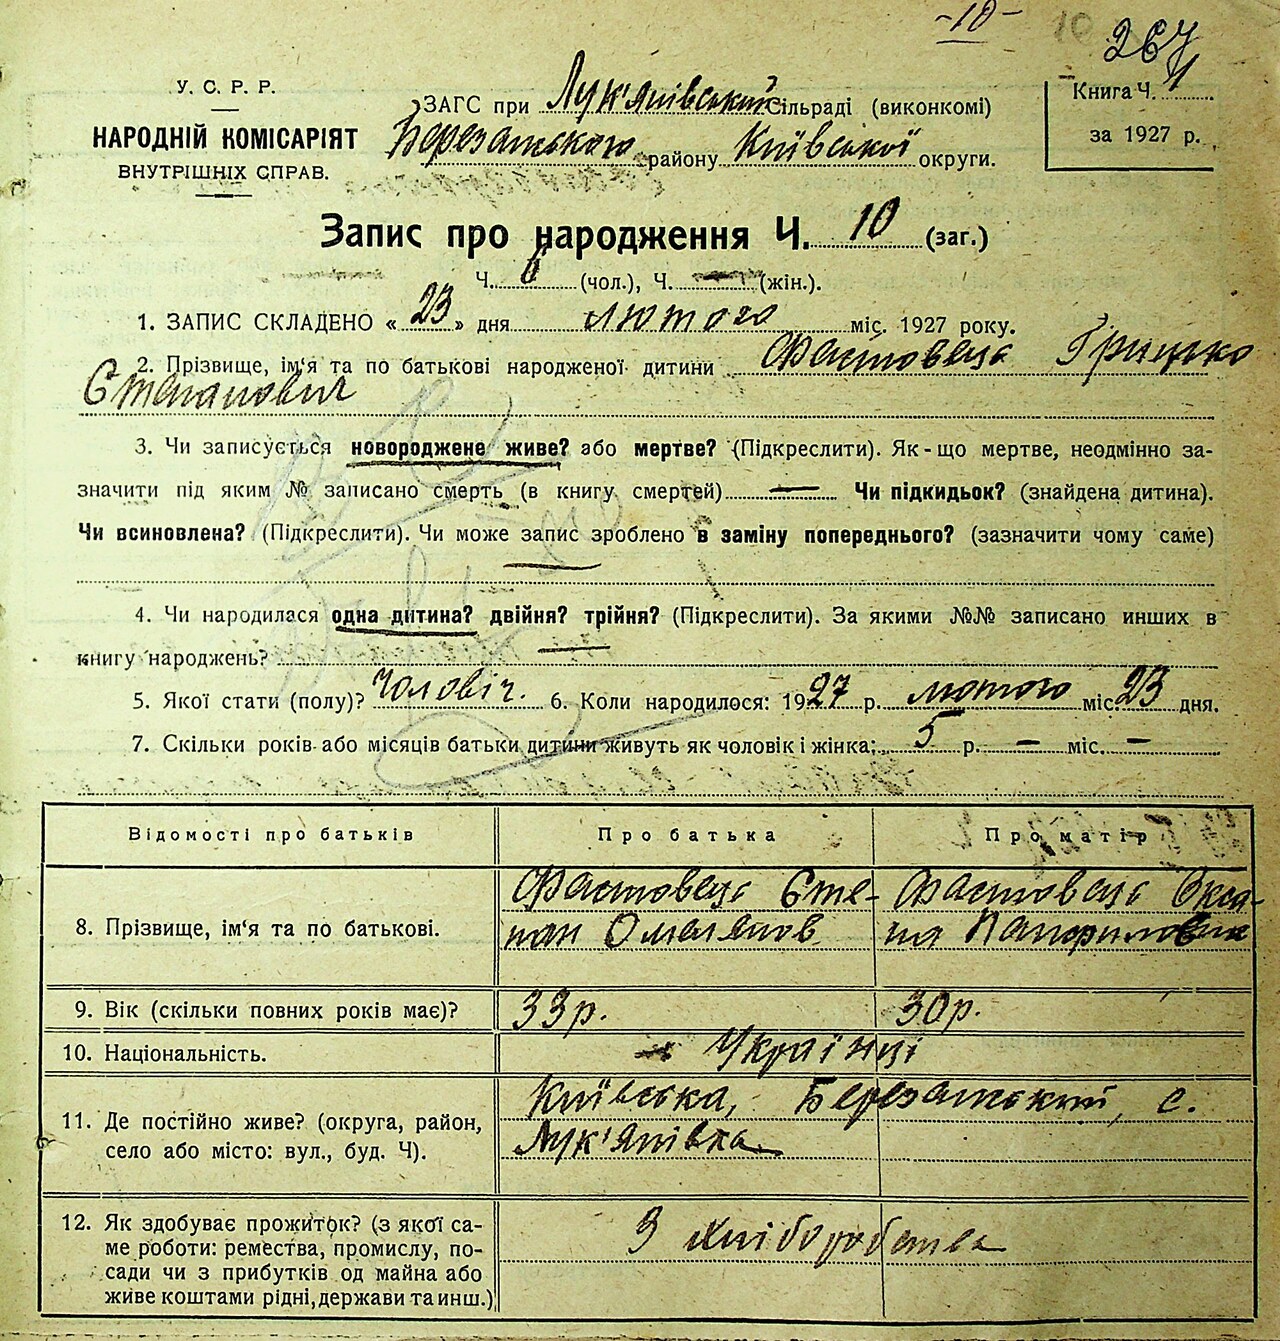 -10-
267
У. С. Р. Р.
НАРОДНІЙ КОМІСАРІЯТ
ВНУТРІШНІХ СПРАВ.
ЗАГС при Лук'янівський Сільраді (виконкомі)
Березанського району Київської округи.
Книга Ч. 1
за 1927 р.
Запис про народження Ч. 10 (заг.)
Ч. 6 (чол.), Ч. — (жін.).
1. ЗАПИС СКЛАДЕНО « 23 » дня лютого міс. 1927 року.
2. Прізвище, ім'я та по батькові народженої дитини Фастовець Грицько
Степанович
3. Чи записується новороджене живе? або мертве? (Підкреслити). Як-що мертве, неодмінно за-
значити під яким № записано смерть (в книгу смертей) — Чи підкидьок? (знайдена дитина).
Чи всиновлена? (Підкреслити). Чи може запис зроблено в заміну попереднього? (зазначити чому саме)
—
4. Чи народилася одна дитина? двійня? трійня? (Підкреслити). За якими №№ записано инших в
книгу народжень? —
5. Якої стати (полу)? Чоловіч. 6. Коли народилося: 1927 р. лютого міс 23 дня.
7. Скільки років або місяців батьки дитини живуть як чоловік і жінка: 5 р. — міс. —
Відомості про батьків Про батька Про матір
8. Прізвище, ім'я та по батькові.
Фастовець Сте-
пан Омелянов
Фастовець Окса-
на
9. Вік (скільки повних років має)? 33р. 30р.
10. Національність. Українці
11. Де постійно живе? (округа, район,
село або місто: вул., буд. Ч).
Київська, Березанський, с.
Лук'янівка
12. Як здобуває прожиток? (з якої са-
ме роботи: ремества, промислу, по-
сади чи з прибутків од майна або
живе коштами рідні, держави та инш.)
З хліборобства